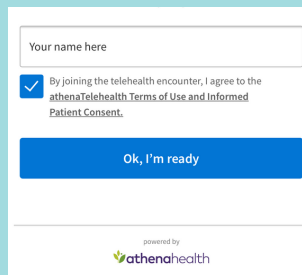 Your name here
By joining the telehealth encounter, I agree to the
athenaTelehealth Terms of Use and Informed
Patient Consent.
Ok, I'm ready
powered by
athenahealth